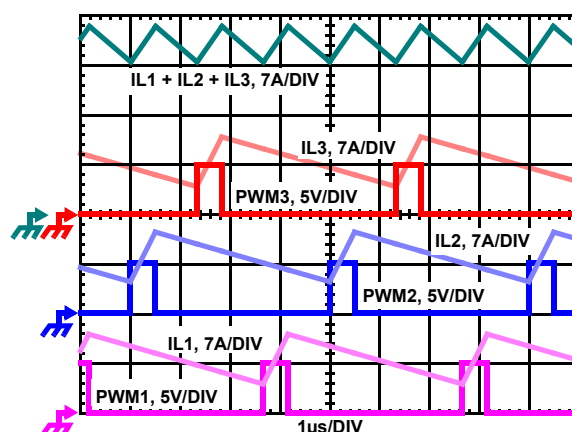 IL1 + IL2 + IL3, 7A/DIV
IL3, 7A/DIV
PWM3, 5V/DIV
IL2, 7A/DIV
PWM2, 5V/DIV
IL1, 7A/DIV
PWM1, 5V/DIV
1µs/DIV